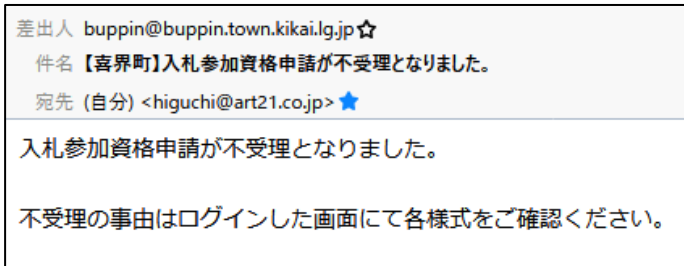 差出人 buppin@buppin.town.kikai.lg.jp☆
件名 【喜界町】入札参加資格申請が不受理となりました。
宛先 (自分) <higuchi@art21.co.jp>★
入札参加資格申請が不受理となりました。
不受理の事由はログインした画面にて各様式をご確認ください。